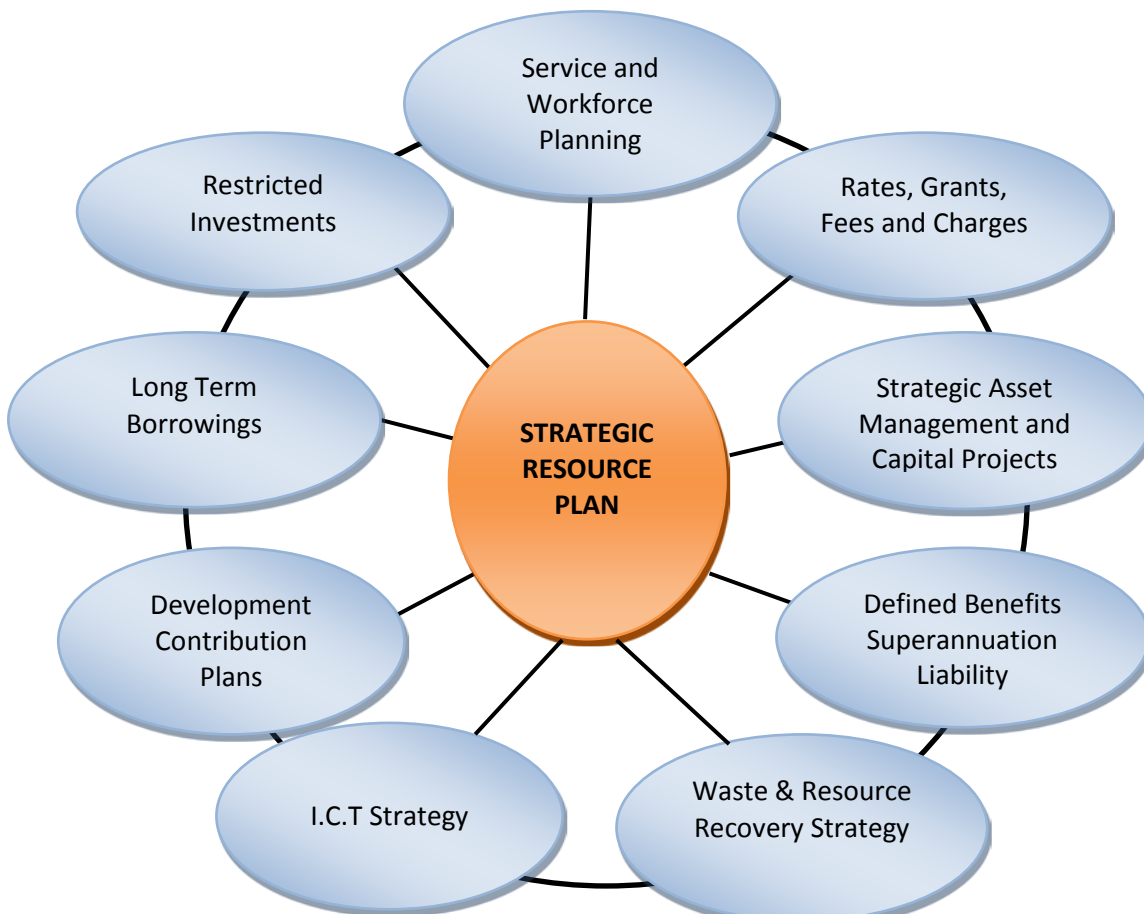 Service and
Workforce
Planning
Restricted
Investments
Rates, Grants,
Fees and Charges
Long Term
Borrowings
STRATEGIC
RESOURCE
PLAN
Strategic Asset
Management and
Capital Projects
Development
Contribution
Plans
Defined Benefits
Superannuation
Liability
I.C.T Strategy
Waste & Resource
Recovery Strategy